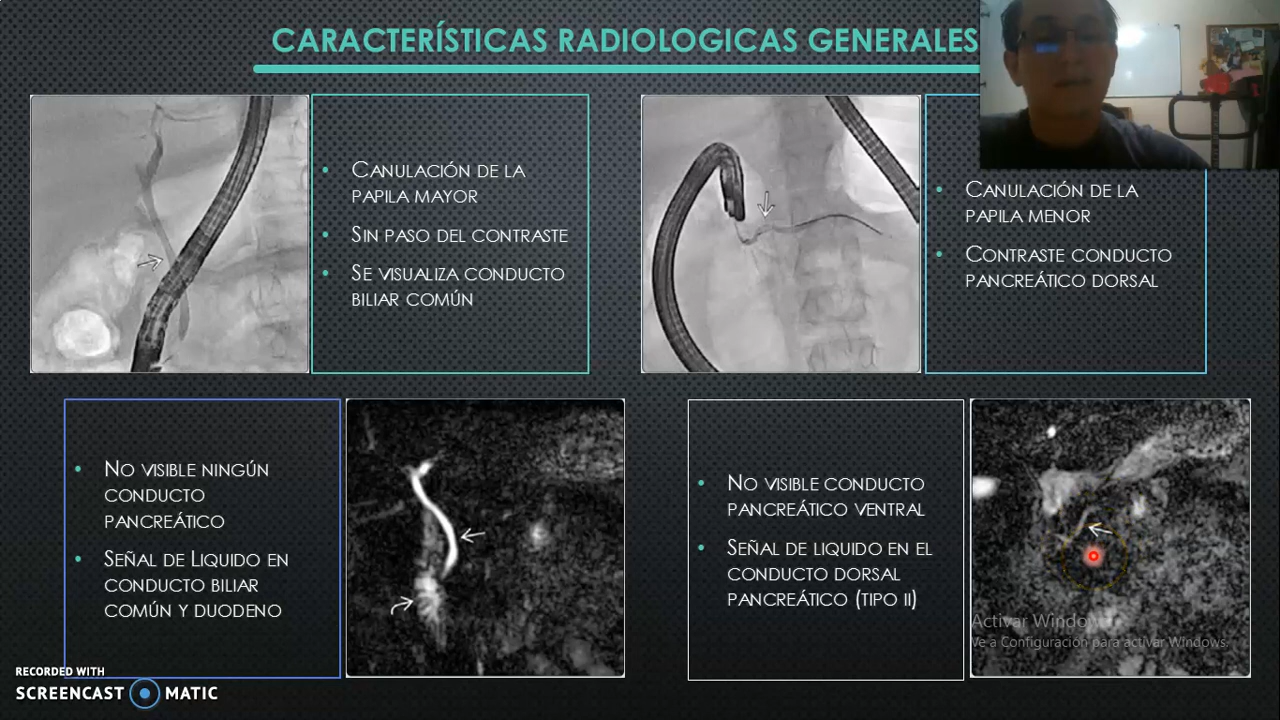 CARACTERÍSTICAS RADIOLOGICAS GENERALES
• CANULACIÓN DE LA
PAPILA MAYOR
• SIN PASO DEL CONTRASTE
• SE VISUALIZA CONDUCTO
BILIAR COMÚN
• CANULACIÓN DE LA
PAPILA MENOR
• CONTRASTE CONDUCTO
PANCREÁTICO DORSAL
• NO VISIBLE NINGÚN
CONDUCTO
PANCREÁTICO
• SEÑAL DE LIQUIDO EN
CONDUCTO BILIAR
COMÚN Y DUODENO
• NO VISIBLE CONDUCTO
PANCREÁTICO VENTRAL
• SEÑAL DE LIQUIDO EN EL
CONDUCTO DORSAL
PANCREÁTICO (TIPO II)
Activar Windows
Ve a Configuración para activar Windows.
RECORDED WITH
SCREENCAST MATIC